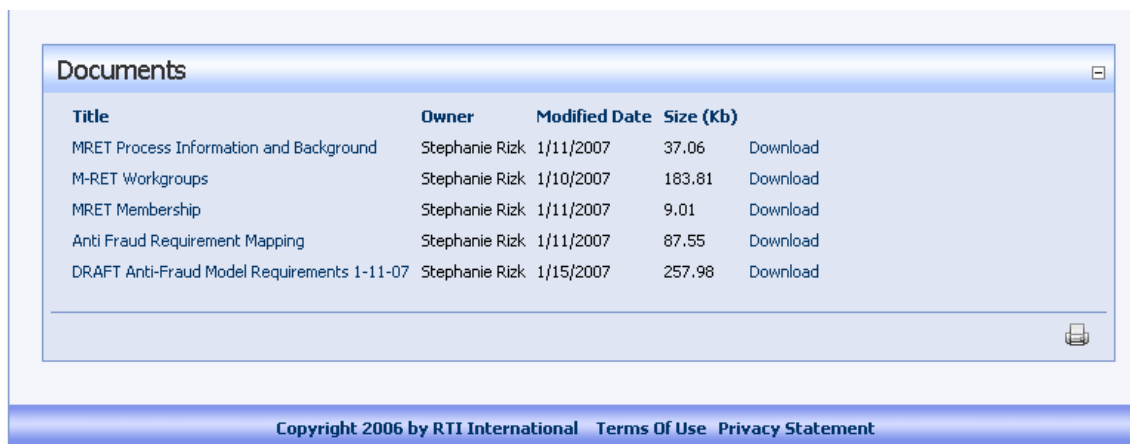 Documents
Title Owner Modified Date Size (Kb)
MRET Process Information and Background Stephanie Rizk 1/11/2007 37.06 Download
M-RET Workgroups Stephanie Rizk 1/10/2007 183.81 Download
MRET Membership Stephanie Rizk 1/11/2007 9.01 Download
Anti Fraud Requirement Mapping Stephanie Rizk 1/11/2007 87.55 Download
DRAFT Anti-Fraud Model Requirements 1-11-07 Stephanie Rizk 1/15/2007 257.98 Download
Copyright 2006 by RTI International Terms Of Use Privacy Statement